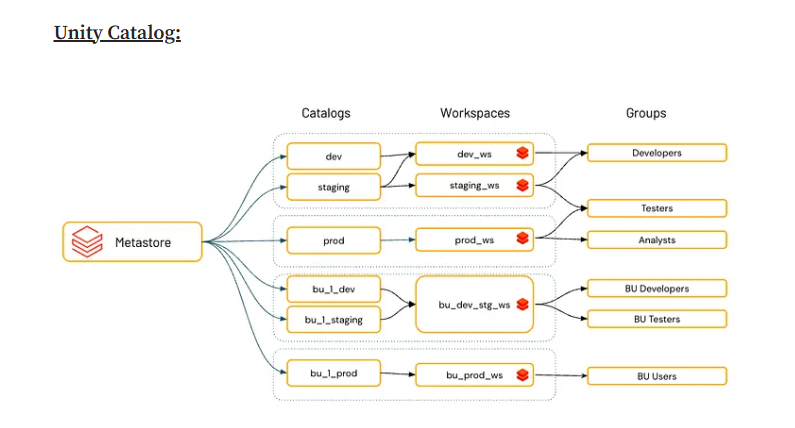 Unity Catalog:
Catalogs Workspaces Groups
dev dev_ws Developers
staging staging_ws
Testers
Metastore prod prod_ws Analysts
bu_1_dev BU Developers
bu_dev_stg_ws
bu_1_staging BU Testers
bu_1_prod bu_prod_ws BU Users